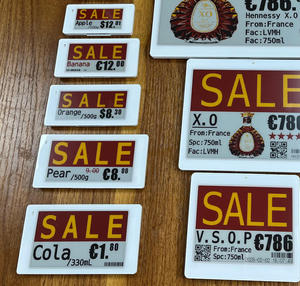 SALE
Apple $12.01
SALE
Banana €12.00
SALE
Orange /500g $8.30
SALE
Pear /500g 9.00 €8.
SALE
Cola /330mL €1.80
€786.
Hennessy X.O
From:France
Fac:LVMH
Fac:750ml
SALE
X.O €786
From:France
Spc:750ml
Fac:LVMH
SALE
V.S.O.P €786
From:France
Spc:750ml